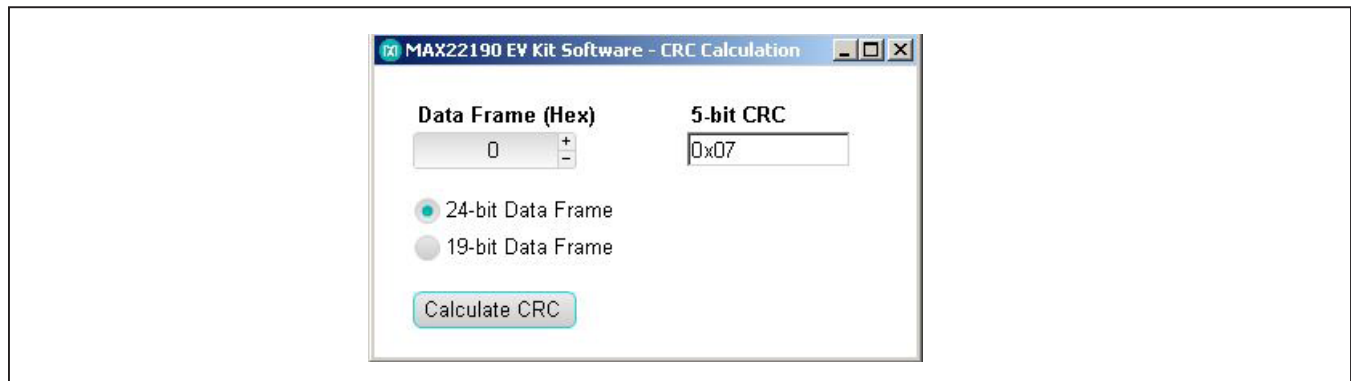 MAX22190 EV Kit Software - CRC Calculation
Data Frame (Hex) 5-bit CRC
0 + - 0x07
24-bit Data Frame
19-bit Data Frame
Calculate CRC